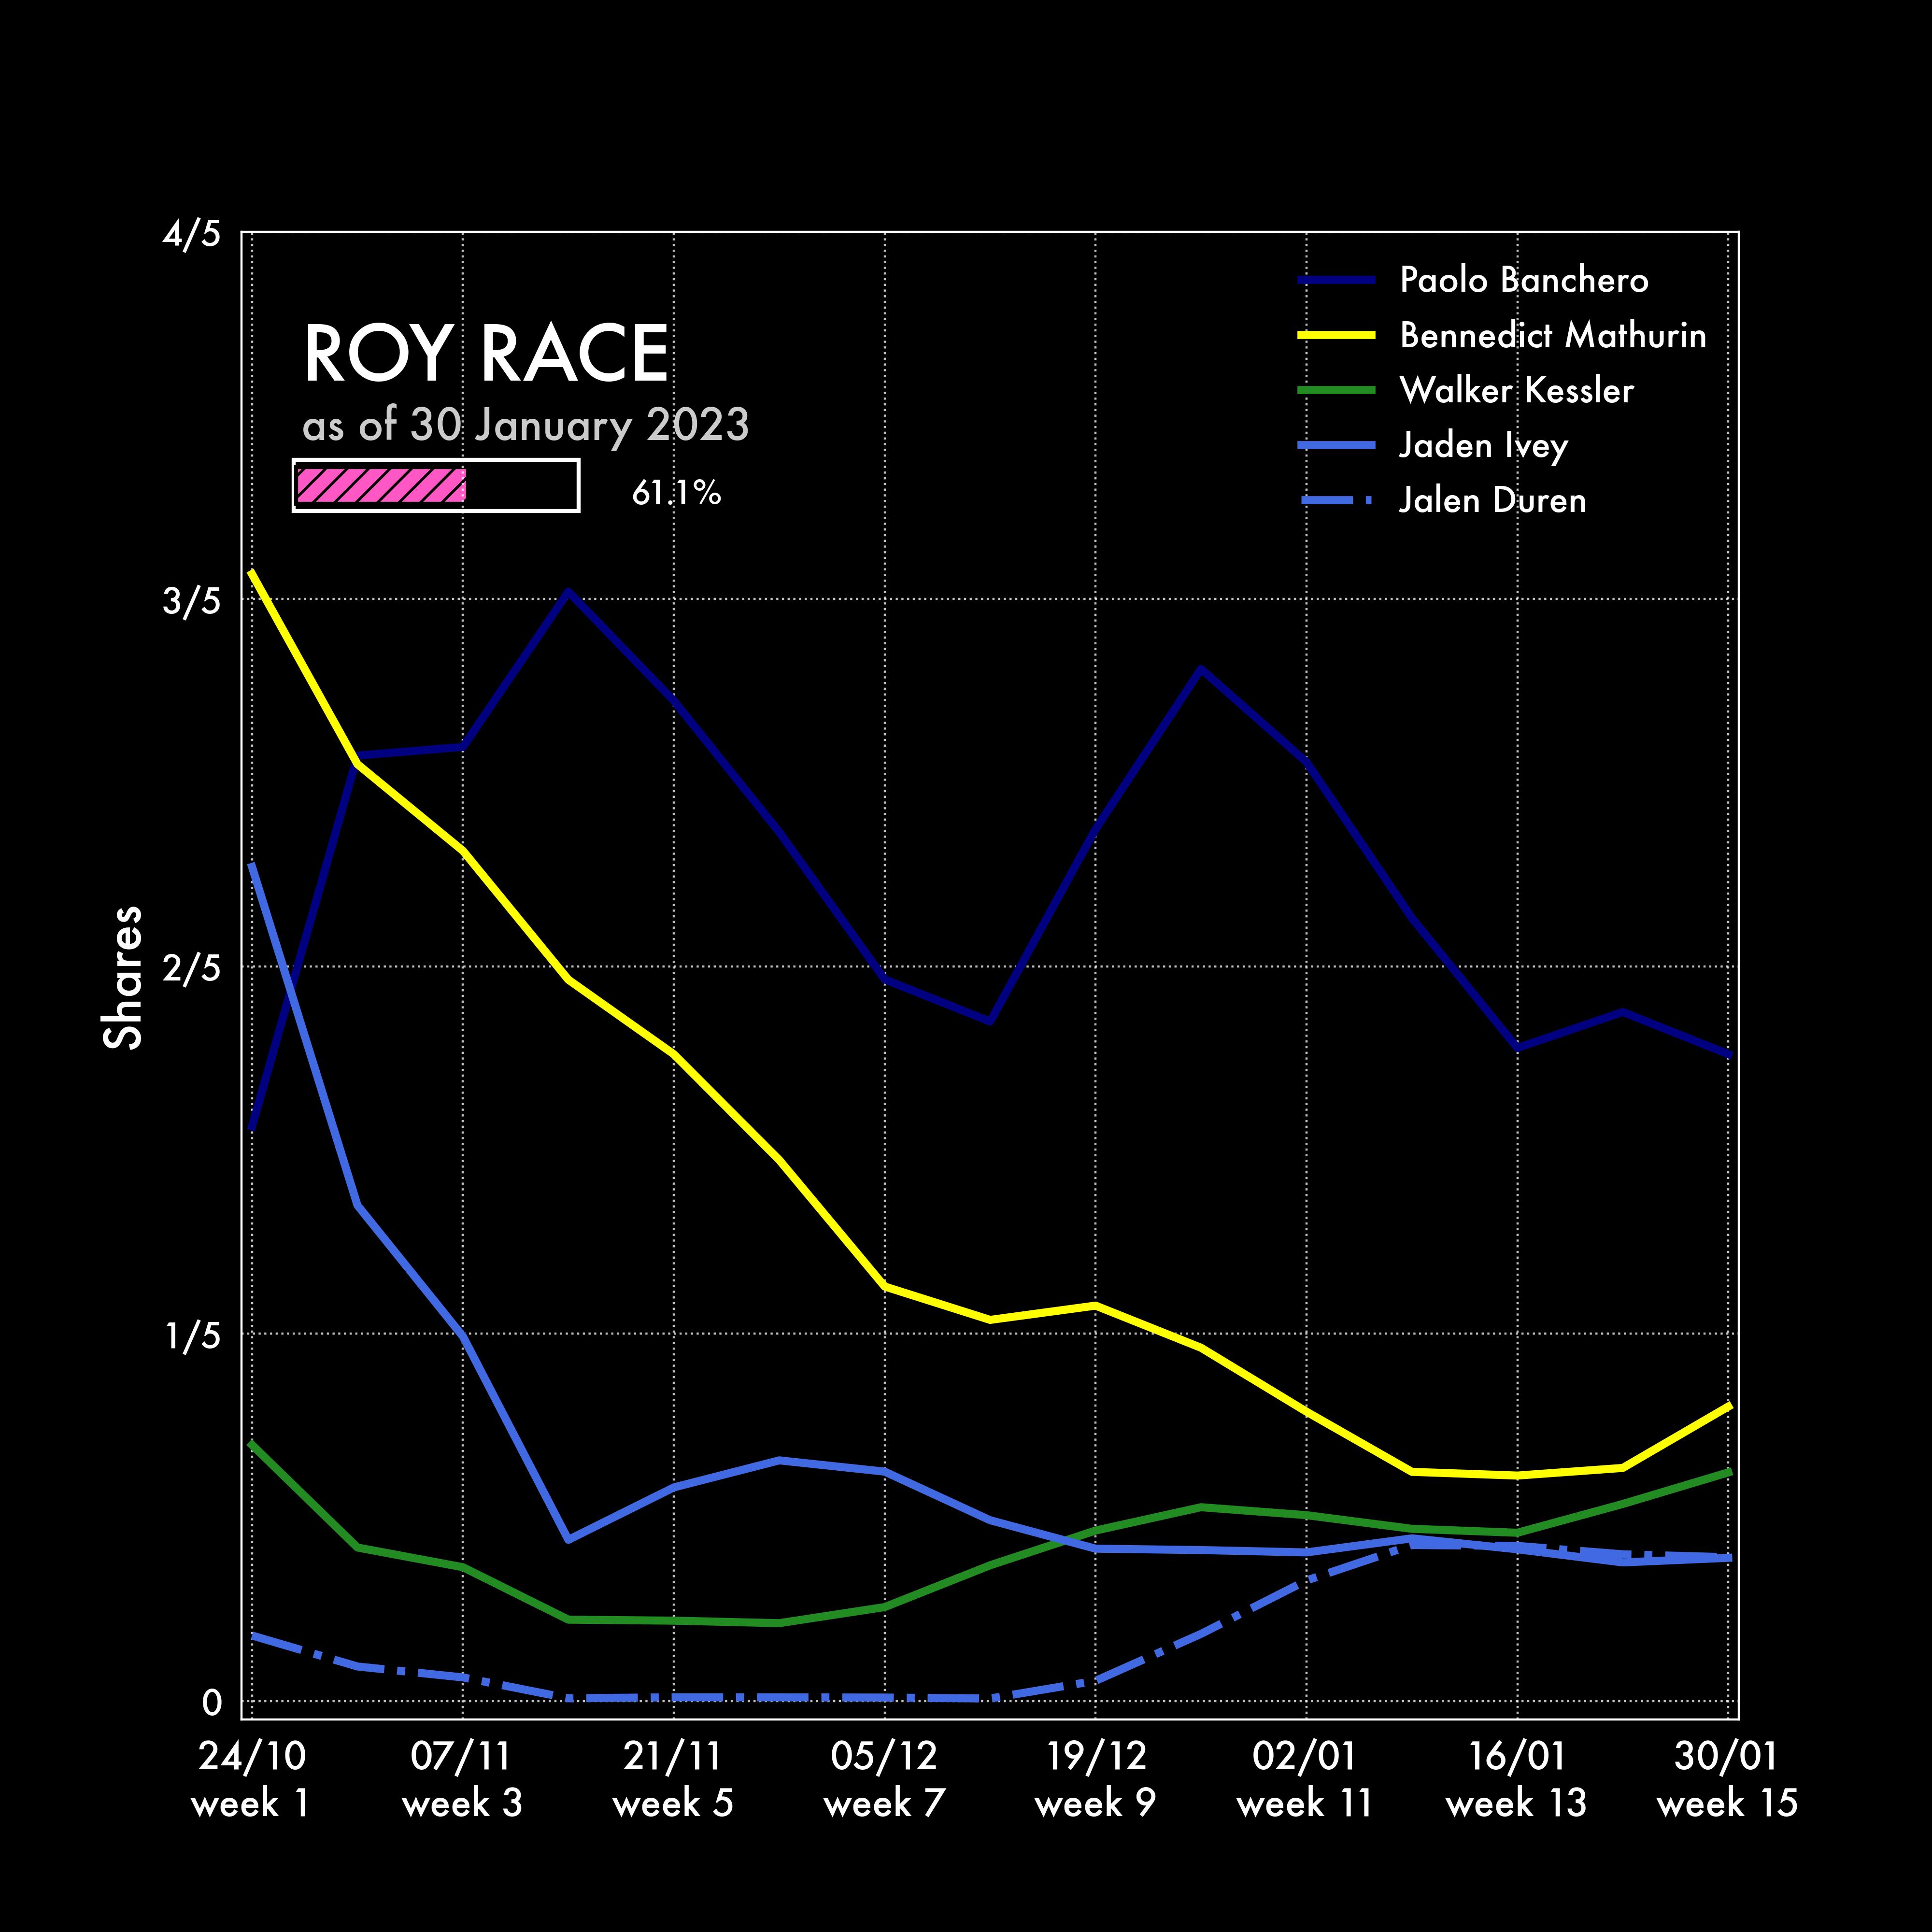 ROY RACE
as of 30 January 2023
61.1%
Paolo Banchero
Bennedict Mathurin
Walker Kessler
Jaden Ivey
Jalen Duren
Shares
4/5
3/5
2/5
1/5
0
24/10 07/11 21/11 05/12 19/12 02/01 16/01 30/01
week 1 week 3 week 5 week 7 week 9 week 11 week 13 week 15